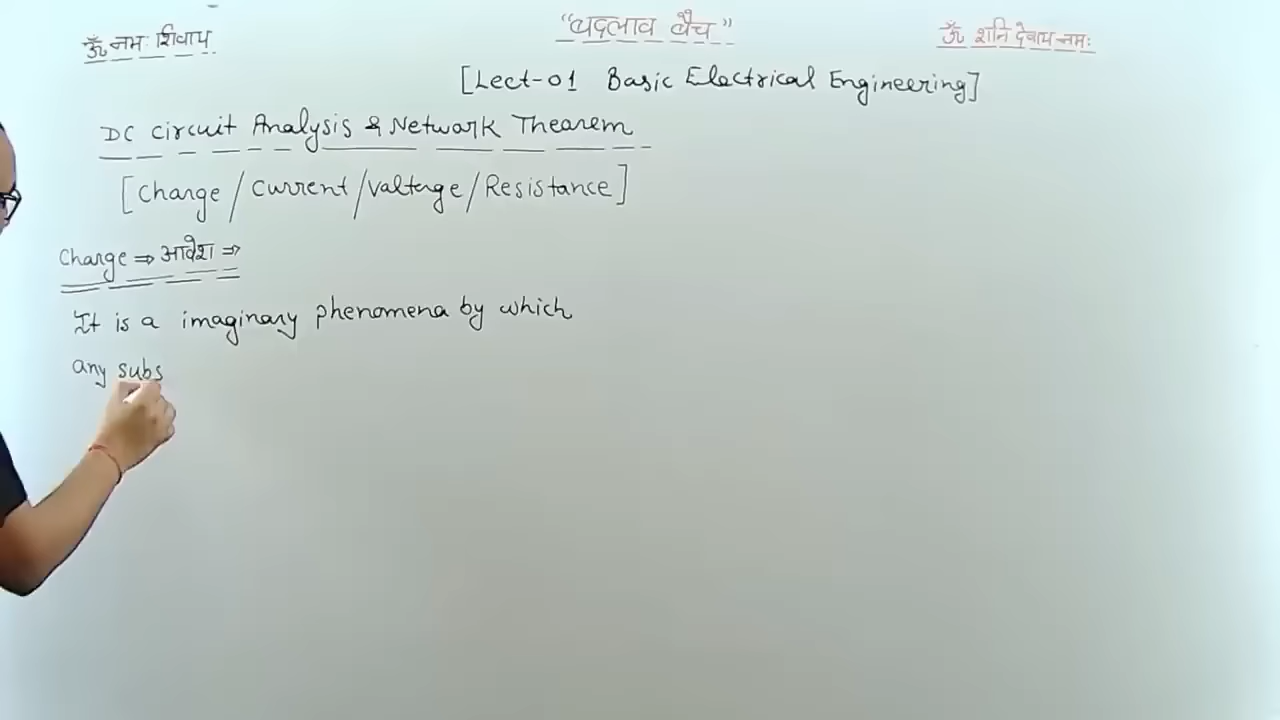 ॐ नमः शिवाय
"बदलाव बैच"
ॐ शनि देवाय नमः
[Lect-01 Basic Electrical Engineering]
DC Circuit Analysis & Network Theorem
[Charge/Current/Valtage/Resistance]
Charge ⇒ आवेश ⇒
It is a imaginary phenomena by which
any subs